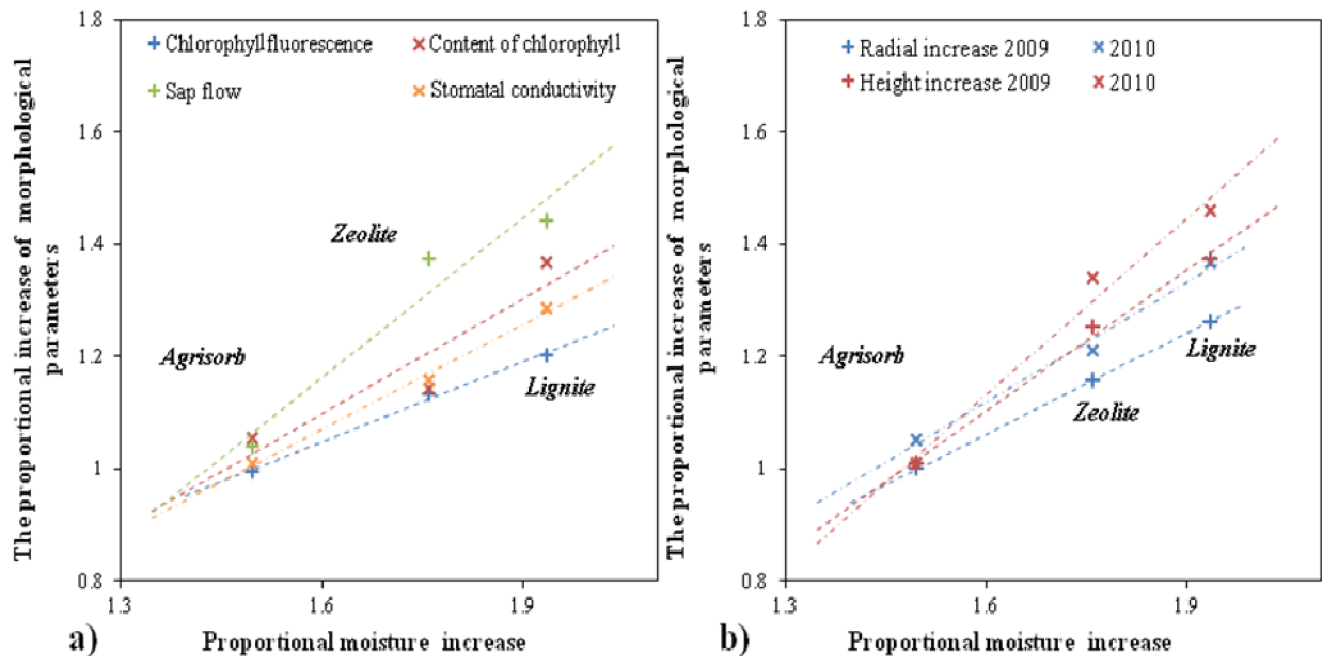 The proportional increase of morphological
parameters
1.8
1.6
1.4
1.2
1
0.8
Chlorophyll fluorescence
Content of chlorophyll
Sap flow
Stomatal conductivity
Zeolite
Agrisorb
Lignite
1.3
1.6
1.9
a)
Proportional moisture increase
The proportional increase of morphological
parameters
1.8
1.6
1.4
1.2
1
0.8
Radial increase 2009
2010
Height increase 2009
2010
Agrisorb
Lignite
Zeolite
1.3
1.6
1.9
b)
Proportional moisture increase